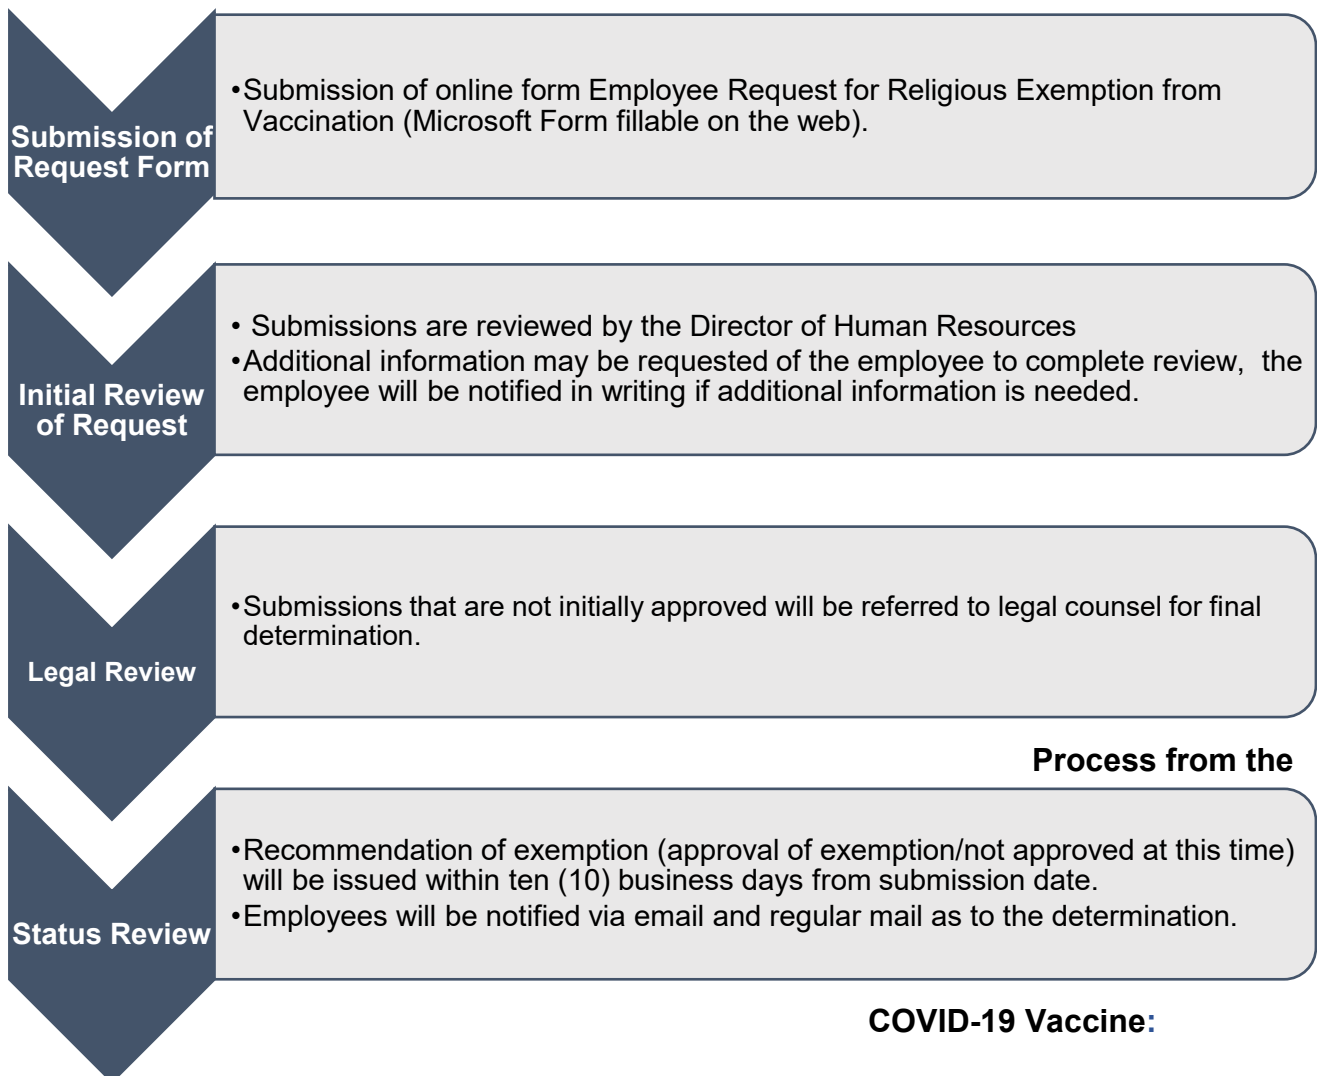 Submission of
Request Form
•Submission of online form Employee Request for Religious Exemption from
Vaccination (Microsoft Form fillable on the web).
Initial Review
of Request
• Submissions are reviewed by the Director of Human Resources
•Additional information may be requested of the employee to complete review, the
employee will be notified in writing if additional information is needed.
Legal Review
•Submissions that are not initially approved will be referred to legal counsel for final
determination.
Process from the
Status Review
•Recommendation of exemption (approval of exemption/not approved at this time)
will be issued within ten (10) business days from submission date.
•Employees will be notified via email and regular mail as to the determination.
COVID-19 Vaccine: